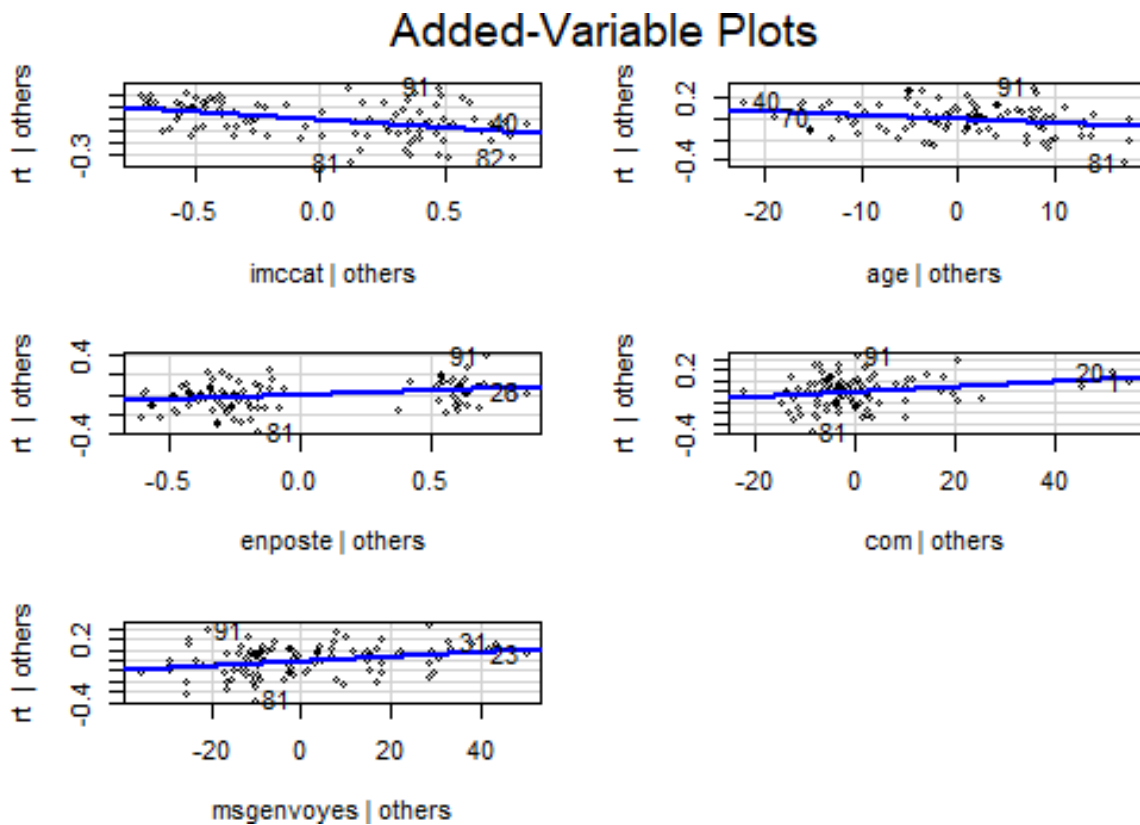 Added-Variable Plots
rt | others
-0.3
91
40
81
82
-0.5 0.0 0.5
imccat | others
rt | others
-0.4 0.2
40
70
91
81
-20 -10 0 10
age | others
rt | others
-0.4 0.4
91
28
81
-0.5 0.0 0.5
enposte | others
rt | others
-0.4 0.2
91
20
1
81
-20 0 20 40
com | others
rt | others
-0.4 0.2
91
31
23
81
-20 0 20 40
msgenvoyes | others